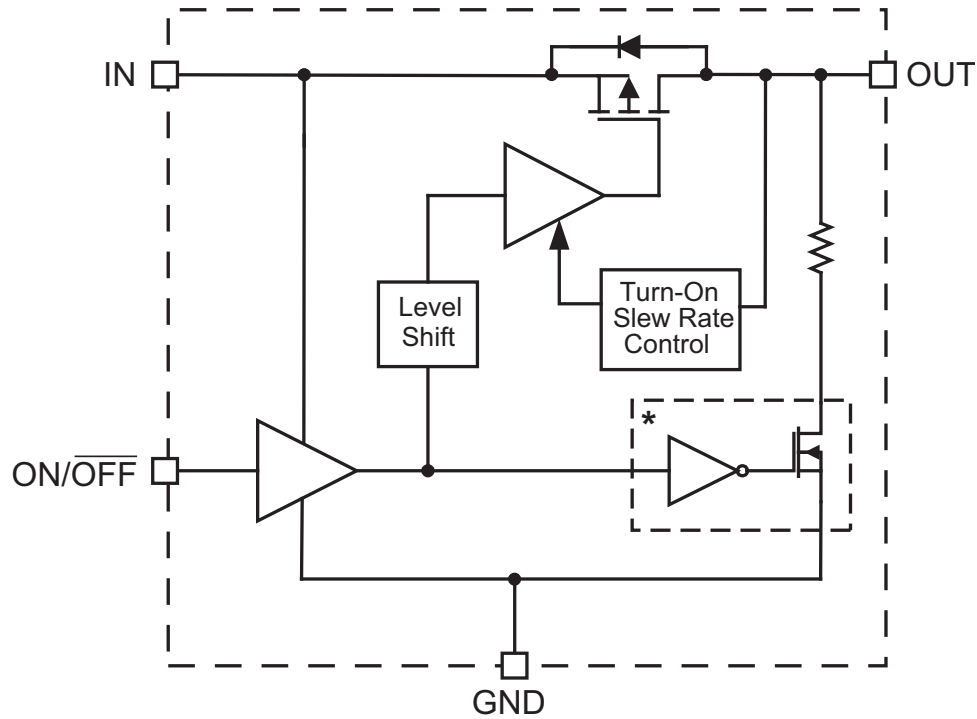 IN
OUT
Level
Shift
Turn-On
Slew Rate
Control
*
ON/OFF
GND